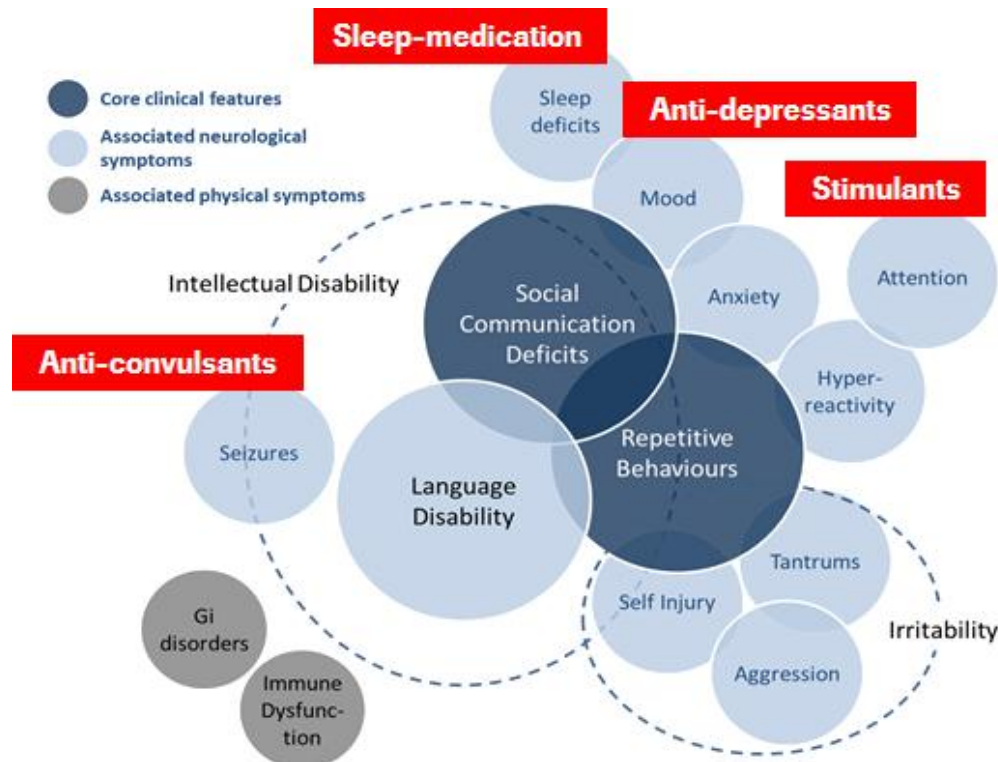 Sleep-medication
Core clinical features
Associated neurological
symptoms
Associated physical symptoms
Sleep
deficits
Anti-depressants
Mood
Stimulants
Intellectual Disability
Social
Communication
Deficits
Anxiety
Attention
Anti-convulsants
Hyper-
reactivity
Seizures
Repetitive
Behaviours
Language
Disability
Tantrums
Self Injury
Irritability
Aggression
Gi
disorders
Immune
Dysfunc-
tion